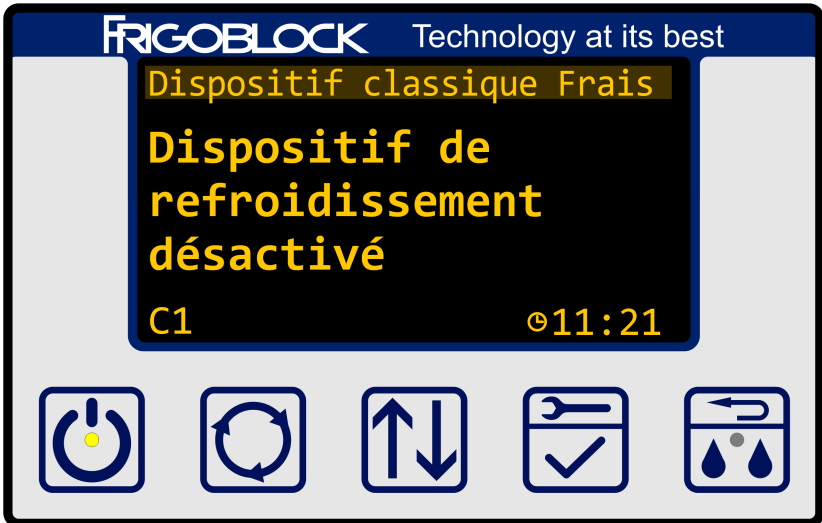 FRIGOBLOCK Technology at its best
Dispositif classique Frais
Dispositif de
refroidissement
désactivé
C1 11:21